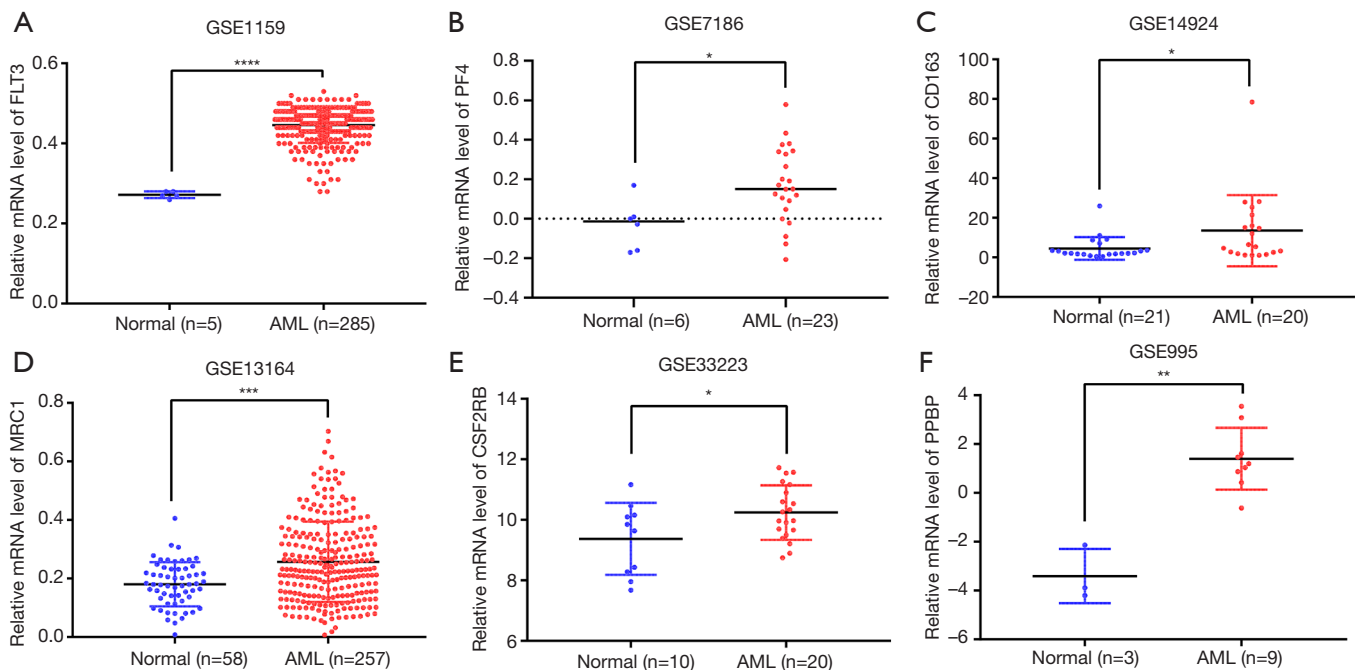 A
GSE1159
Relative mRNA level of FLT3
****
0.6
0.4
0.2
0.0
Normal (n=5)
AML (n=285)
B
GSE7186
Relative mRNA level of PF4
*
0.8
0.6
0.4
0.2
0.0
−0.2
−0.4
Normal (n=6)
AML (n=23)
C
GSE14924
Relative mRNA level of CD163
*
100
80
60
40
20
0
−20
Normal (n=21)
AML (n=20)
D
GSE13164
Relative mRNA level of MRC1
***
0.8
0.6
0.4
0.2
0.0
Normal (n=58)
AML (n=257)
E
GSE33223
Relative mRNA level of CSF2RB
*
14
12
10
8
6
Normal (n=10)
AML (n=20)
F
GSE995
Relative mRNA level of PPBP
**
4
2
0
−2
−4
−6
Normal (n=3)
AML (n=9)